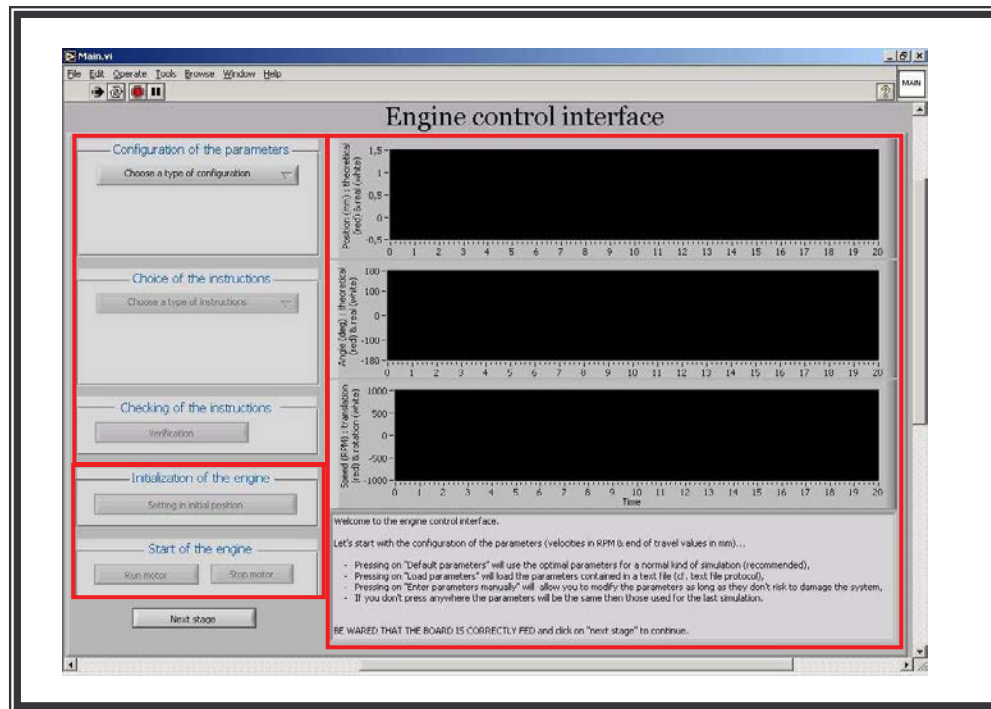 Main.vi
File Edit Operate Tools Browse Window Help
MAIN
Engine control interface
Configuration of the parameters
Choose a type of configuration
Choice of the instructions
Choose a type of instructions
Checking of the instructions
Verification
Initialization of the engine
Setting in initial position
Start of the engine
Run motor Stop motor
Next stage
Position (mm) : theoretical
(red) & real (white)
1,5
1
0,5
0
-0,5
0 1 2 3 4 5 6 7 8 9 10 11 12 13 14 15 16 17 18 19 20
Angle (deg) : theoretical
(red) & real (white)
180
100
0
-100
-180
0 1 2 3 4 5 6 7 8 9 10 11 12 13 14 15 16 17 18 19 20
Speed (RPM) : translation
(red) & rotation (white)
1000
500
0
-500
-1000
0 1 2 3 4 5 6 7 8 9 10 11 12 13 14 15 16 17 18 19 20
Time
Welcome to the engine control interface.
Let's start with the configuration of the parameters (velocities in RPM & end of travel values in mm)...
- Pressing on "Default parameters" will use the optimal parameters for a normal kind of simulation (recommended),
- Pressing on "Load parameters" will load the parameters contained in a text file (cf. text file protocol),
- Pressing on "Enter parameters manually" will allow you to modify the parameters as long as they don't risk to damage the system,
- If you don't press anywhere the parameters will be the same then those used for the last simulation.
BE WARED THAT THE BOARD IS CORRECTLY FED and click on "next stage" to continue.